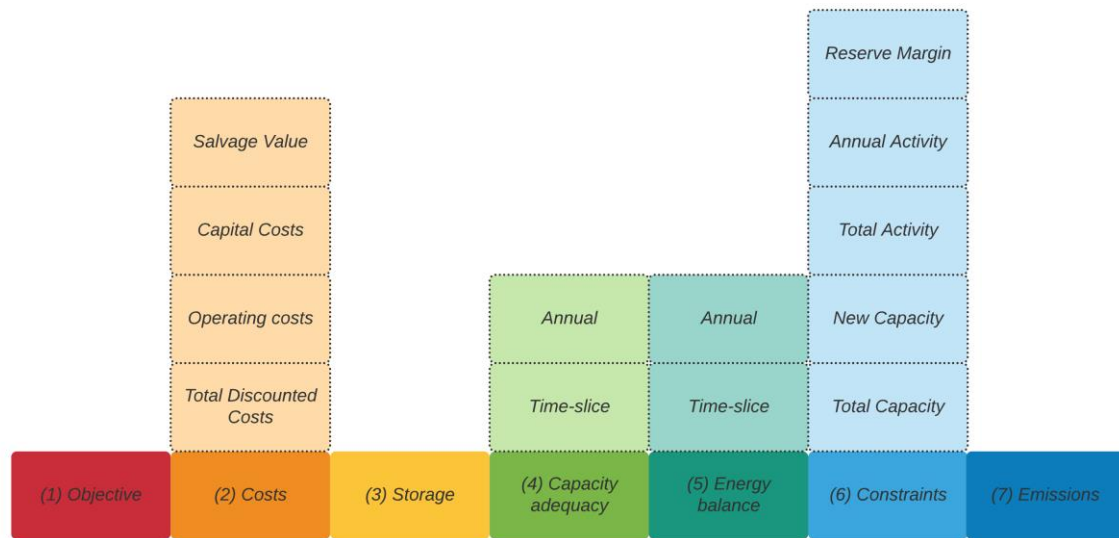 Reserve Margin
Salvage Value
Annual Activity
Capital Costs
Total Activity
Operating costs
Annual
Annual
New Capacity
Total Discounted
Costs
Time-slice
Time-slice
Total Capacity
(1) Objective
(2) Costs
(3) Storage
(4) Capacity
adequacy
(5) Energy
balance
(6) Constraints
(7) Emissions